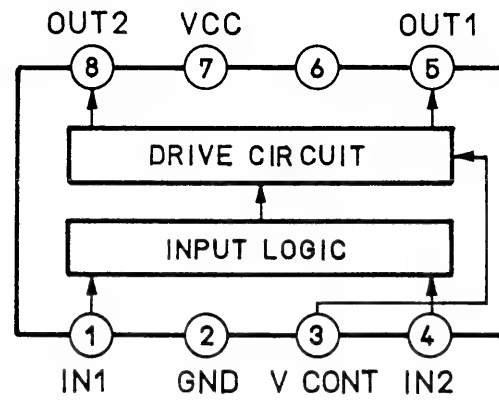 OUT2 VCC OUT1
8 7 6 5
DRIVE CIRCUIT
INPUT LOGIC
1 2 3 4
IN1 GND V CONT IN2